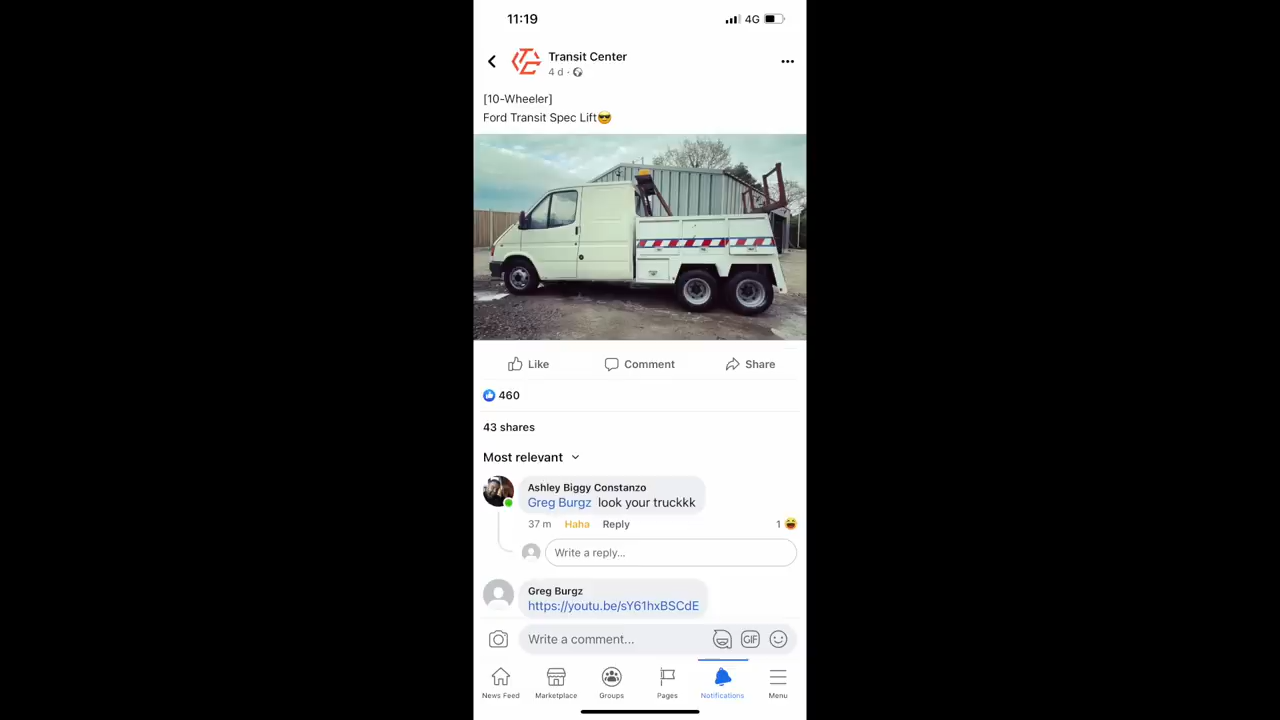 11:19
4G
Transit Center
4 d ·
[10-Wheeler]
Ford Transit Spec Lift😎
Like
Comment
Share
460
43 shares
Most relevant
Ashley Biggy Constanzo
Greg Burgz look your truckkk
37 m Haha Reply 1
Write a reply...
Greg Burgz
https://youtu.be/sY61hxBSCdE
Write a comment...
GIF
News Feed
Marketplace
Groups
Pages
Notifications
Menu